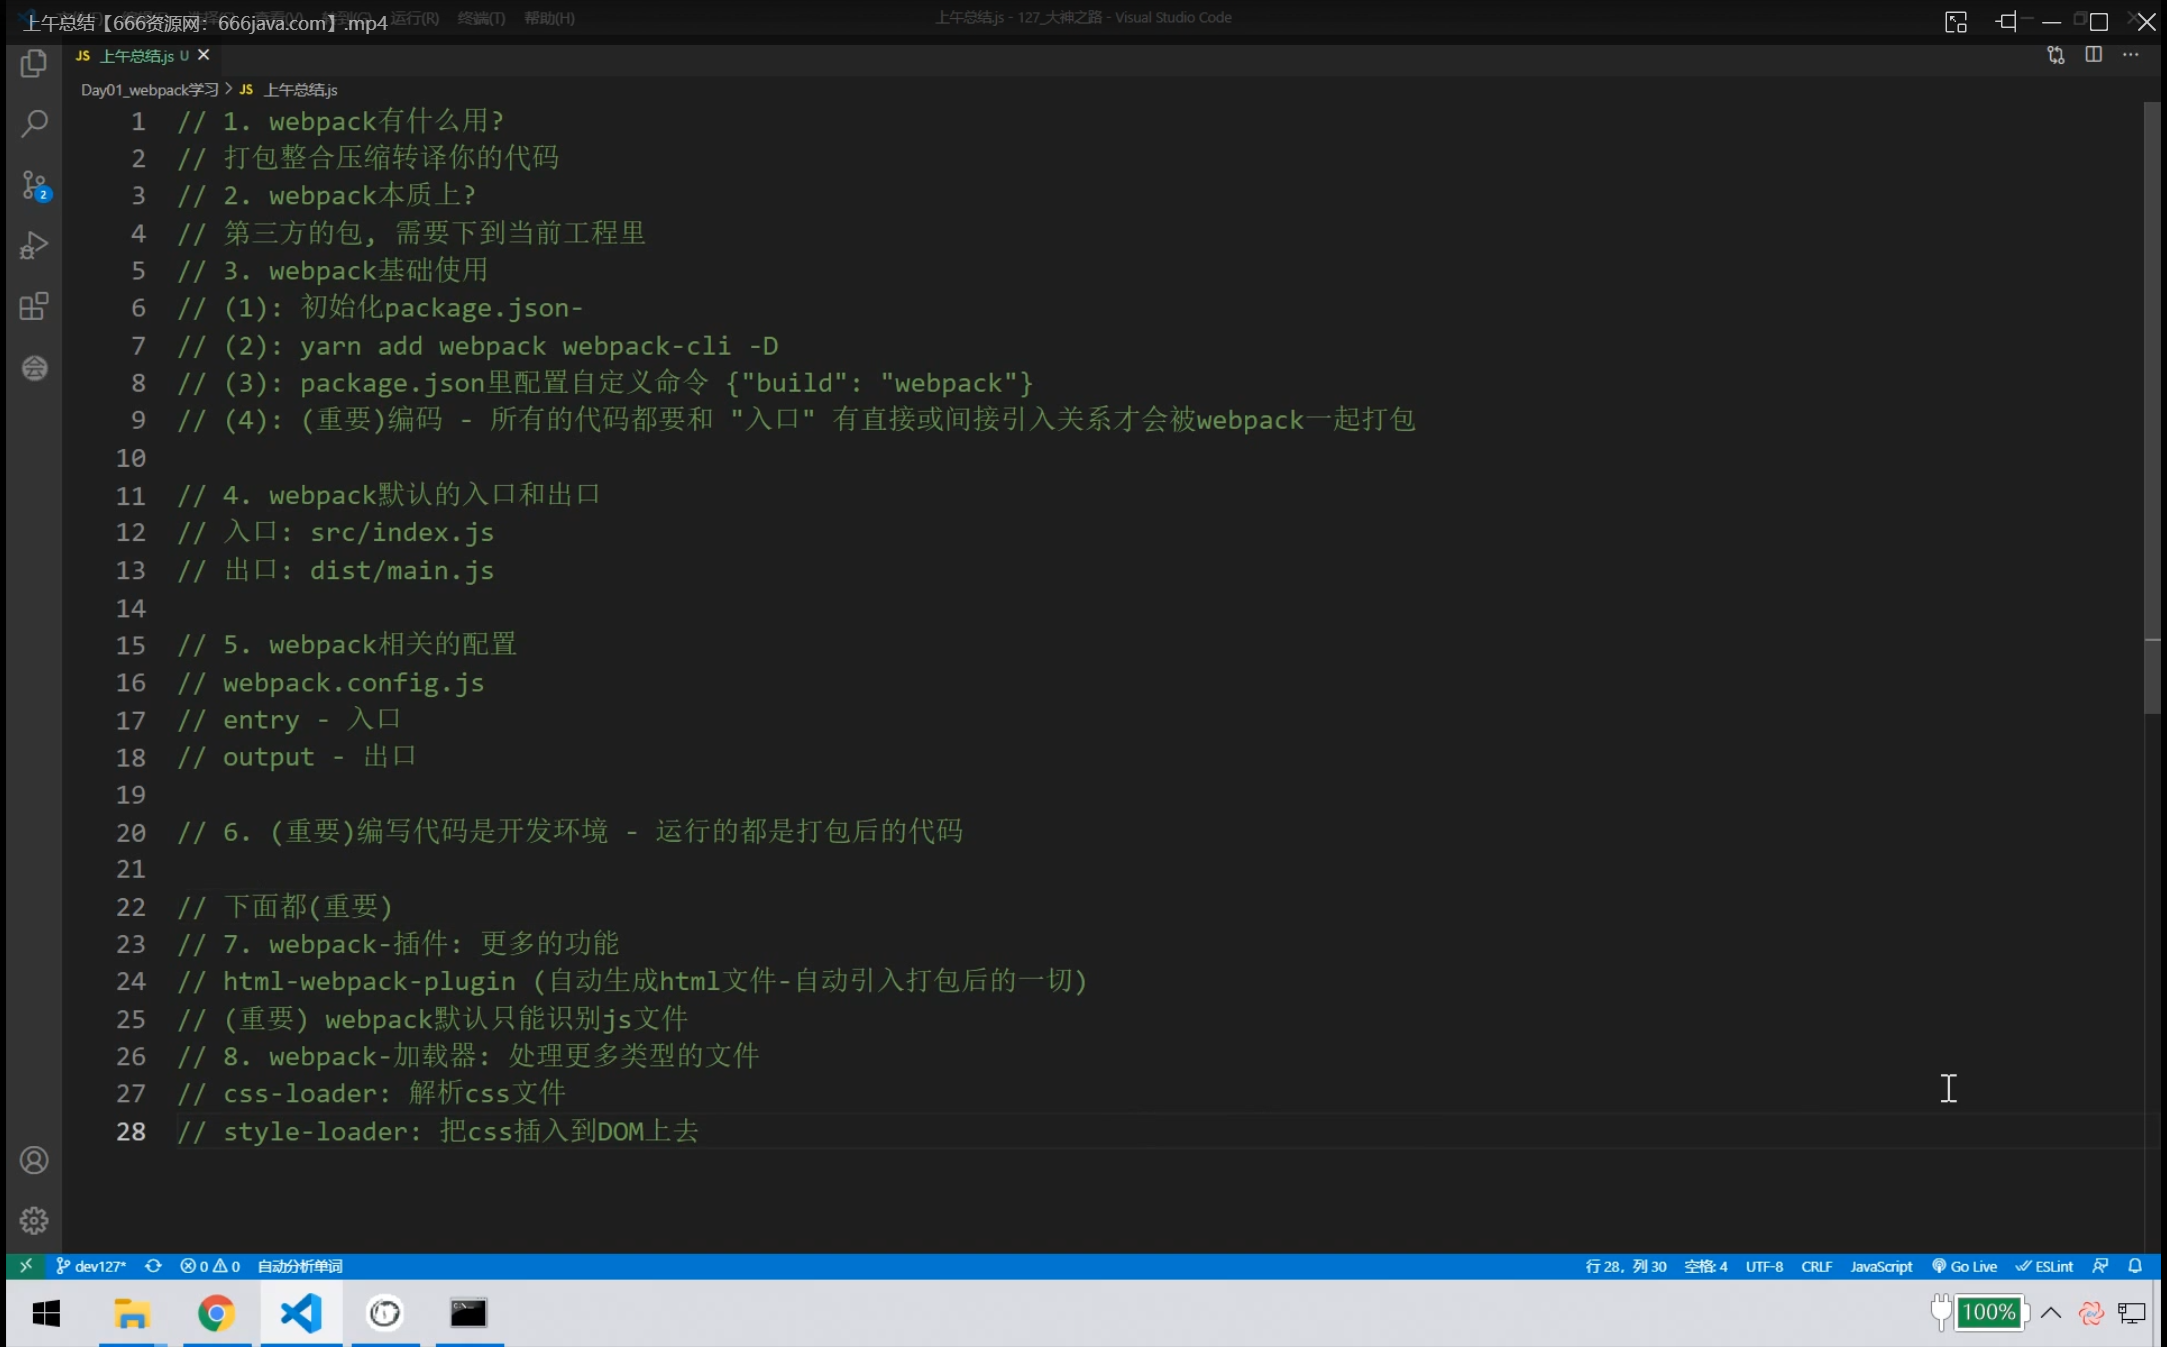 上午总结【666资源网：666java.com】.mp4
运行(R) 终端(T) 帮助(H)
上午总结.js - 127_大神之路 - Visual Studio Code
JS 上午总结.js U
Day01_webpack学习 > JS 上午总结.js
1 // 1. webpack有什么用?
2 // 打包整合压缩转译你的代码
3 // 2. webpack本质上?
4 // 第三方的包, 需要下到当前工程里
5 // 3. webpack基础使用
6 // (1): 初始化package.json-
7 // (2): yarn add webpack webpack-cli -D
8 // (3): package.json里配置自定义命令 {"build": "webpack"}
9 // (4): (重要)编码 - 所有的代码都要和 "入口" 有直接或间接引入关系才会被webpack一起打包
10
11 // 4. webpack默认的入口和出口
12 // 入口: src/index.js
13 // 出口: dist/main.js
14
15 // 5. webpack相关的配置
16 // webpack.config.js
17 // entry - 入口
18 // output - 出口
19
20 // 6. (重要)编写代码是开发环境 - 运行的都是打包后的代码
21
22 // 下面都(重要)
23 // 7. webpack-插件: 更多的功能
24 // html-webpack-plugin (自动生成html文件-自动引入打包后的一切)
25 // (重要) webpack默认只能识别js文件
26 // 8. webpack-加载器: 处理更多类型的文件
27 // css-loader: 解析css文件
28 // style-loader: 把css插入到DOM上去
2
dev127* 0 0 自动分析单词 行 28，列 30 空格: 4 UTF-8 CRLF JavaScript Go Live ESLint
100%